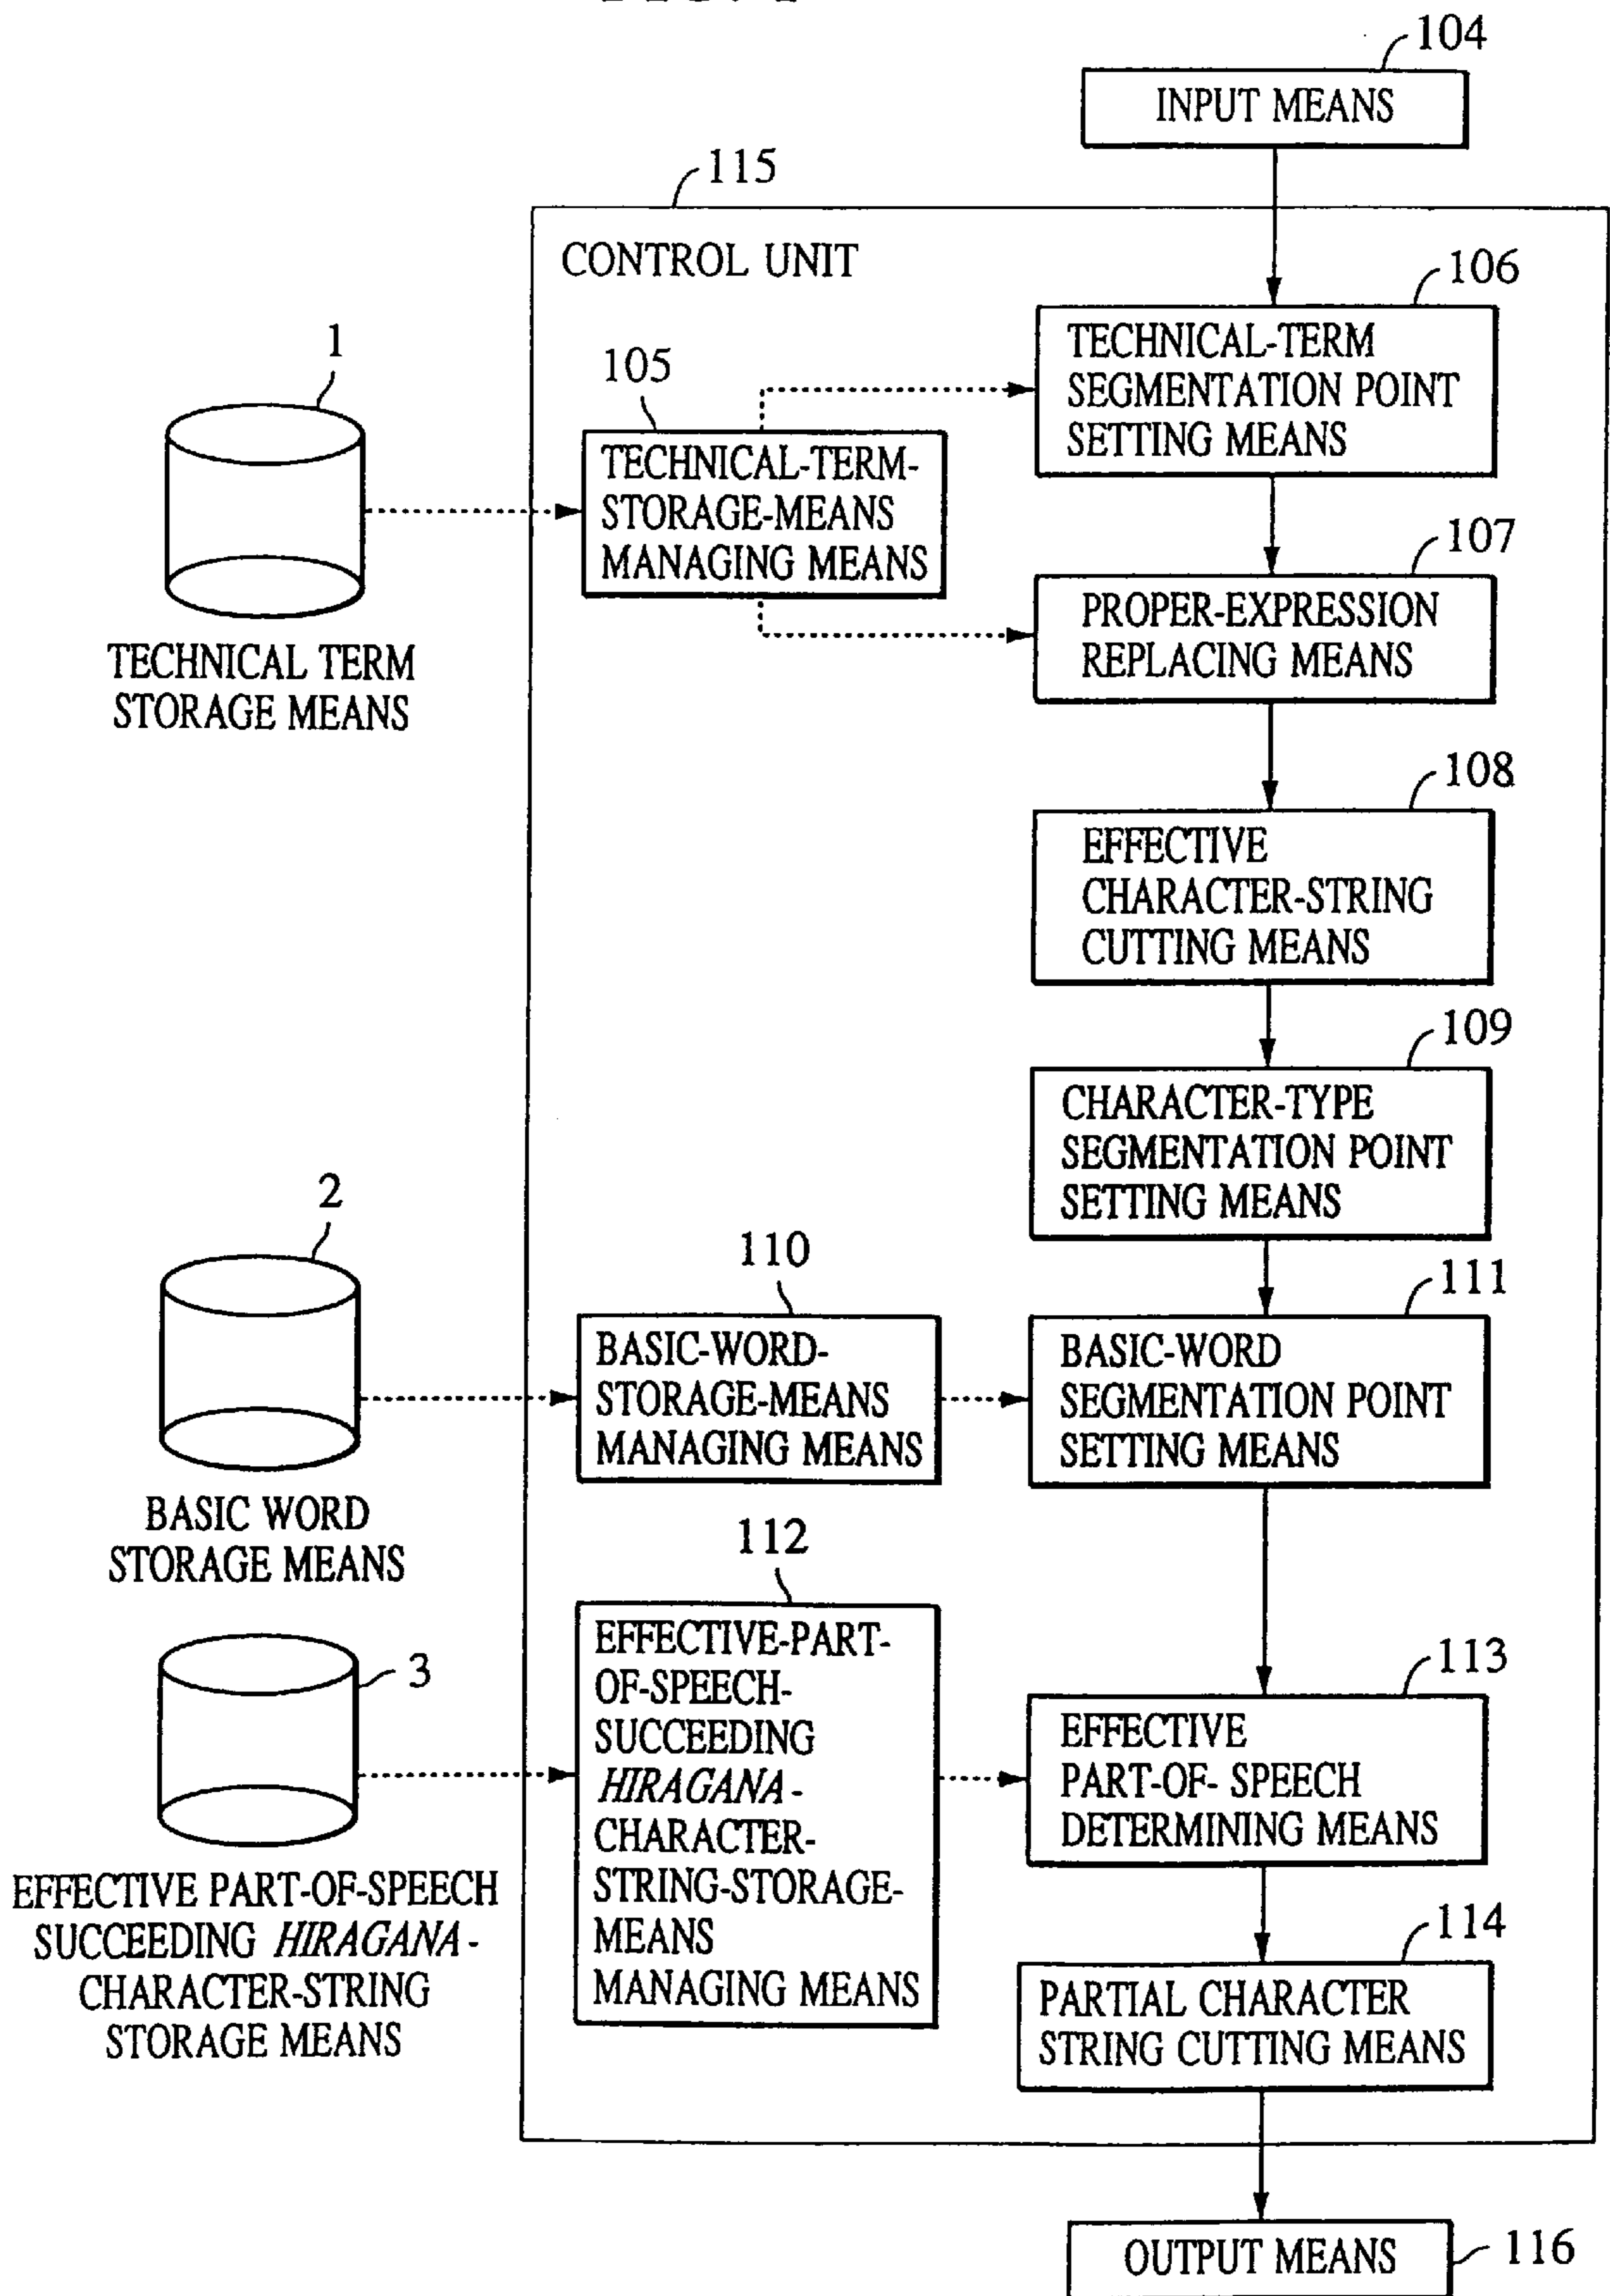 104
INPUT MEANS
115
CONTROL UNIT
106
TECHNICAL-TERM
SEGMENTATION POINT
SETTING MEANS
1
105
TECHNICAL-TERM-
STORAGE-MEANS
MANAGING MEANS
TECHNICAL TERM
STORAGE MEANS
107
PROPER-EXPRESSION
REPLACING MEANS
108
EFFECTIVE
CHARACTER-STRING
CUTTING MEANS
109
CHARACTER-TYPE
SEGMENTATION POINT
SETTING MEANS
2
110
BASIC-WORD-
STORAGE-MEANS
MANAGING MEANS
111
BASIC-WORD
SEGMENTATION POINT
SETTING MEANS
BASIC WORD
STORAGE MEANS
3
112
EFFECTIVE-PART-
OF-SPEECH-
SUCCEEDING
HIRAGANA-
CHARACTER-
STRING-STORAGE-
MEANS
MANAGING MEANS
113
EFFECTIVE
PART-OF- SPEECH
DETERMINING MEANS
EFFECTIVE PART-OF-SPEECH
SUCCEEDING HIRAGANA-
CHARACTER-STRING
STORAGE MEANS
114
PARTIAL CHARACTER
STRING CUTTING MEANS
OUTPUT MEANS
116